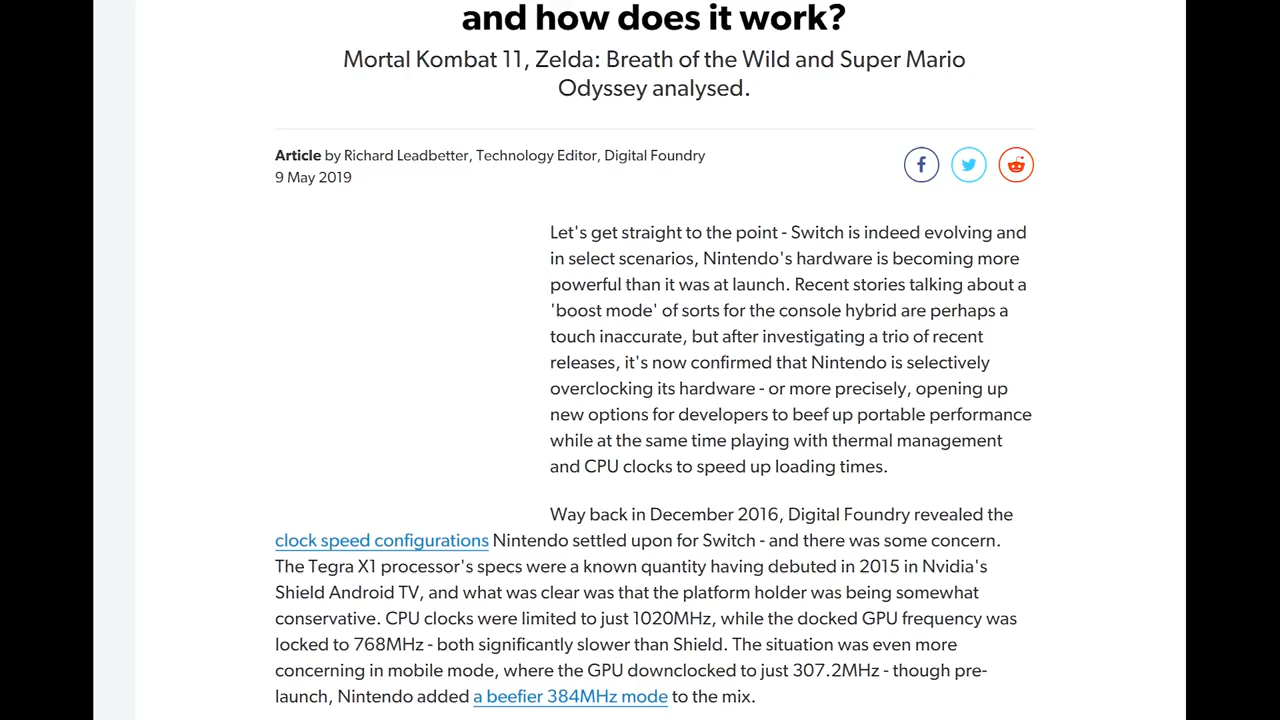 and how does it work?
Mortal Kombat 11, Zelda: Breath of the Wild and Super Mario
Odyssey analysed.
Article by Richard Leadbetter, Technology Editor, Digital Foundry
9 May 2019
Let's get straight to the point - Switch is indeed evolving and
in select scenarios, Nintendo's hardware is becoming more
powerful than it was at launch. Recent stories talking about a
'boost mode' of sorts for the console hybrid are perhaps a
touch inaccurate, but after investigating a trio of recent
releases, it's now confirmed that Nintendo is selectively
overclocking its hardware - or more precisely, opening up
new options for developers to beef up portable performance
while at the same time playing with thermal management
and CPU clocks to speed up loading times.
Way back in December 2016, Digital Foundry revealed the
clock speed configurations Nintendo settled upon for Switch - and there was some concern.
The Tegra X1 processor's specs were a known quantity having debuted in 2015 in Nvidia's
Shield Android TV, and what was clear was that the platform holder was being somewhat
conservative. CPU clocks were limited to just 1020MHz, while the docked GPU frequency was
locked to 768MHz - both significantly slower than Shield. The situation was even more
concerning in mobile mode, where the GPU downclocked to just 307.2MHz - though pre-
launch, Nintendo added a beefier 384MHz mode to the mix.